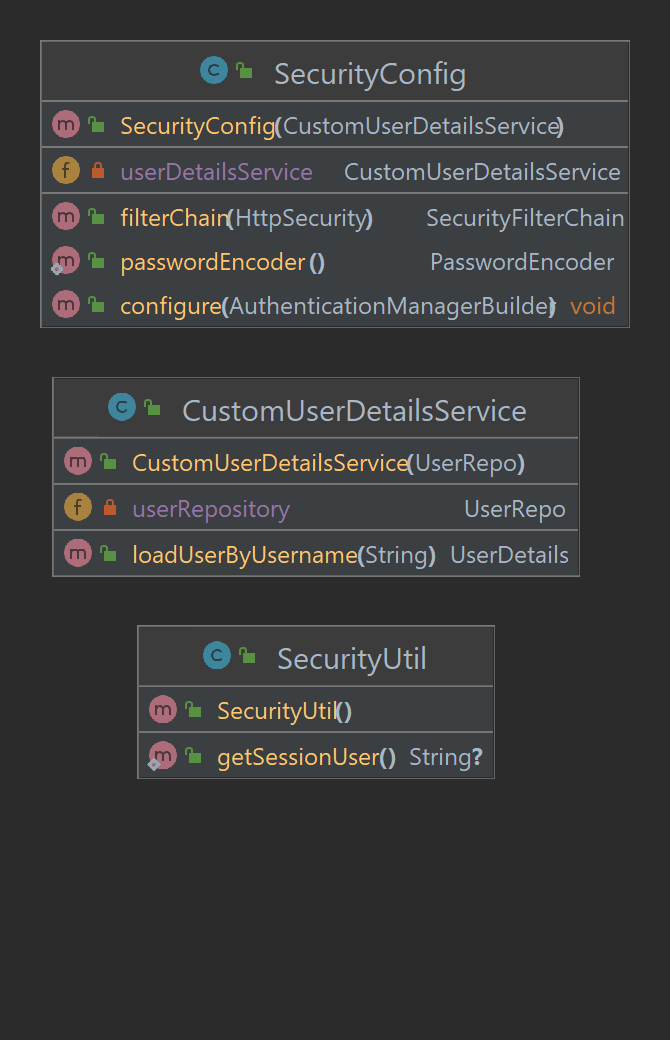 SecurityConfig
SecurityConfig(CustomUserDetailsService)
userDetailsService CustomUserDetailsService
filterChain(HttpSecurity) SecurityFilterChain
passwordEncoder() PasswordEncoder
configure(AuthenticationManagerBuilder) void
CustomUserDetailsService
CustomUserDetailsService(UserRepo)
userRepository UserRepo
loadUserByUsername(String) UserDetails
SecurityUtil
SecurityUtil()
getSessionUser() String?